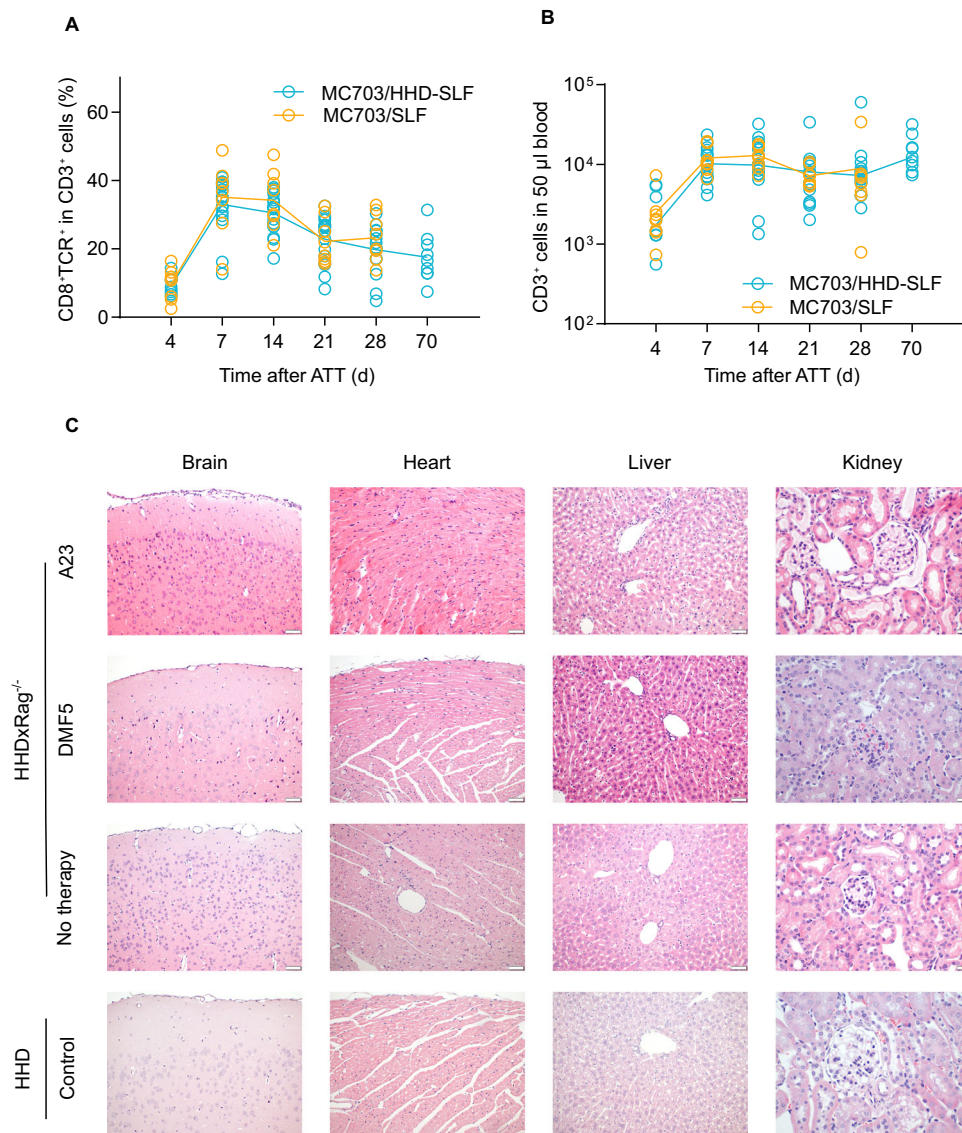 A
CD8⁺TCR⁺ in CD3⁺ cells (%)
60
40
20
0
MC703/HHD-SLF
MC703/SLF
4 7 14 21 28 70
Time after ATT (d)
B
CD3⁺ cells in 50 µl blood
10⁵
10⁴
10³
10²
MC703/HHD-SLF
MC703/SLF
4 7 14 21 28 70
Time after ATT (d)
C
Brain Heart Liver Kidney
HHDxRag⁻/⁻
A23
DMF5
No therapy
HHD
Control